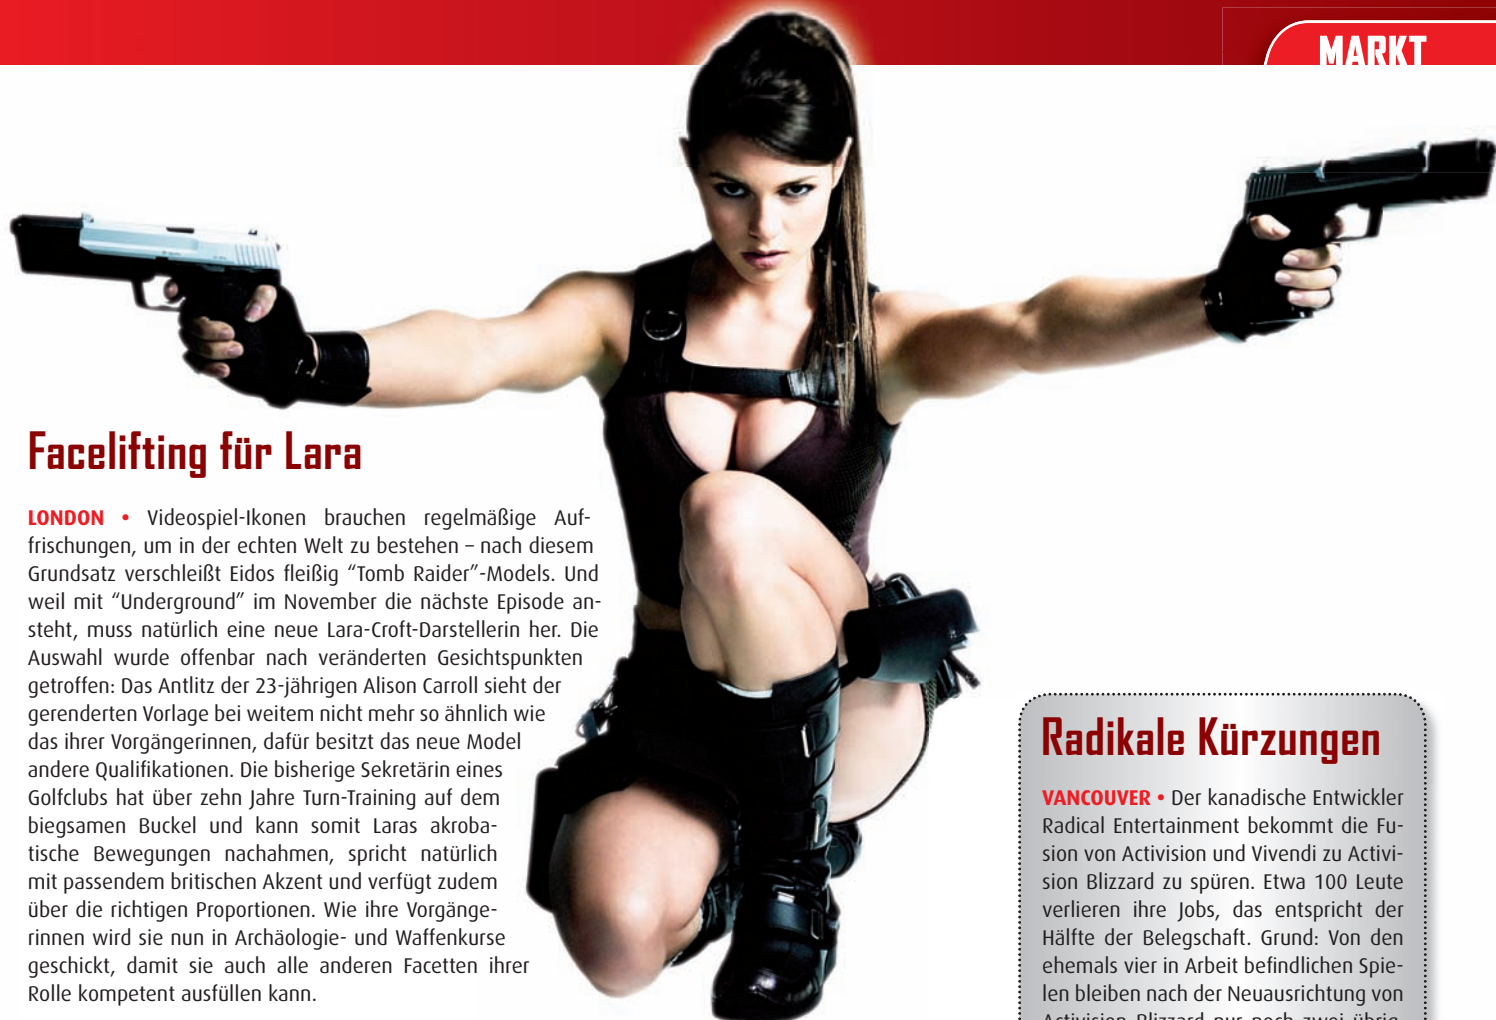 MARKT
Facelifting für Lara
LONDON • Videospiel-Ikonen brauchen regelmäßige Auf-
frischungen, um in der echten Welt zu bestehen – nach diesem
Grundsatz verschleißt Eidos fleißig “Tomb Raider”-Models. Und
weil mit “Underground” im November die nächste Episode an-
steht, muss natürlich eine neue Lara-Croft-Darstellerin her. Die
Auswahl wurde offenbar nach veränderten Gesichtspunkten
getroffen: Das Antlitz der 23-jährigen Alison Carroll sieht der
gerenderten Vorlage bei weitem nicht mehr so ähnlich wie
das ihrer Vorgängerinnen, dafür besitzt das neue Model
andere Qualifikationen. Die bisherige Sekretärin eines
Golfclubs hat über zehn Jahre Turn-Training auf dem
biegsamen Buckel und kann somit Laras akroba-
tische Bewegungen nachahmen, spricht natürlich
mit passendem britischen Akzent und verfügt zudem
über die richtigen Proportionen. Wie ihre Vorgänge-
rinnen wird sie nun in Archäologie- und Waffenkurse
geschickt, damit sie auch alle anderen Facetten ihrer
Rolle kompetent ausfüllen kann.
Radikale Kürzungen
VANCOUVER • Der kanadische Entwickler
Radical Entertainment bekommt die Fu-
sion von Activision und Vivendi zu Activi-
sion Blizzard zu spüren. Etwa 100 Leute
verlieren ihre Jobs, das entspricht der
Hälfte der Belegschaft. Grund: Von den
ehemals vier in Arbeit befindlichen Spie-
len bleiben nach der Neuausrichtung von
Activision Blizzard nur noch zwei übrig.